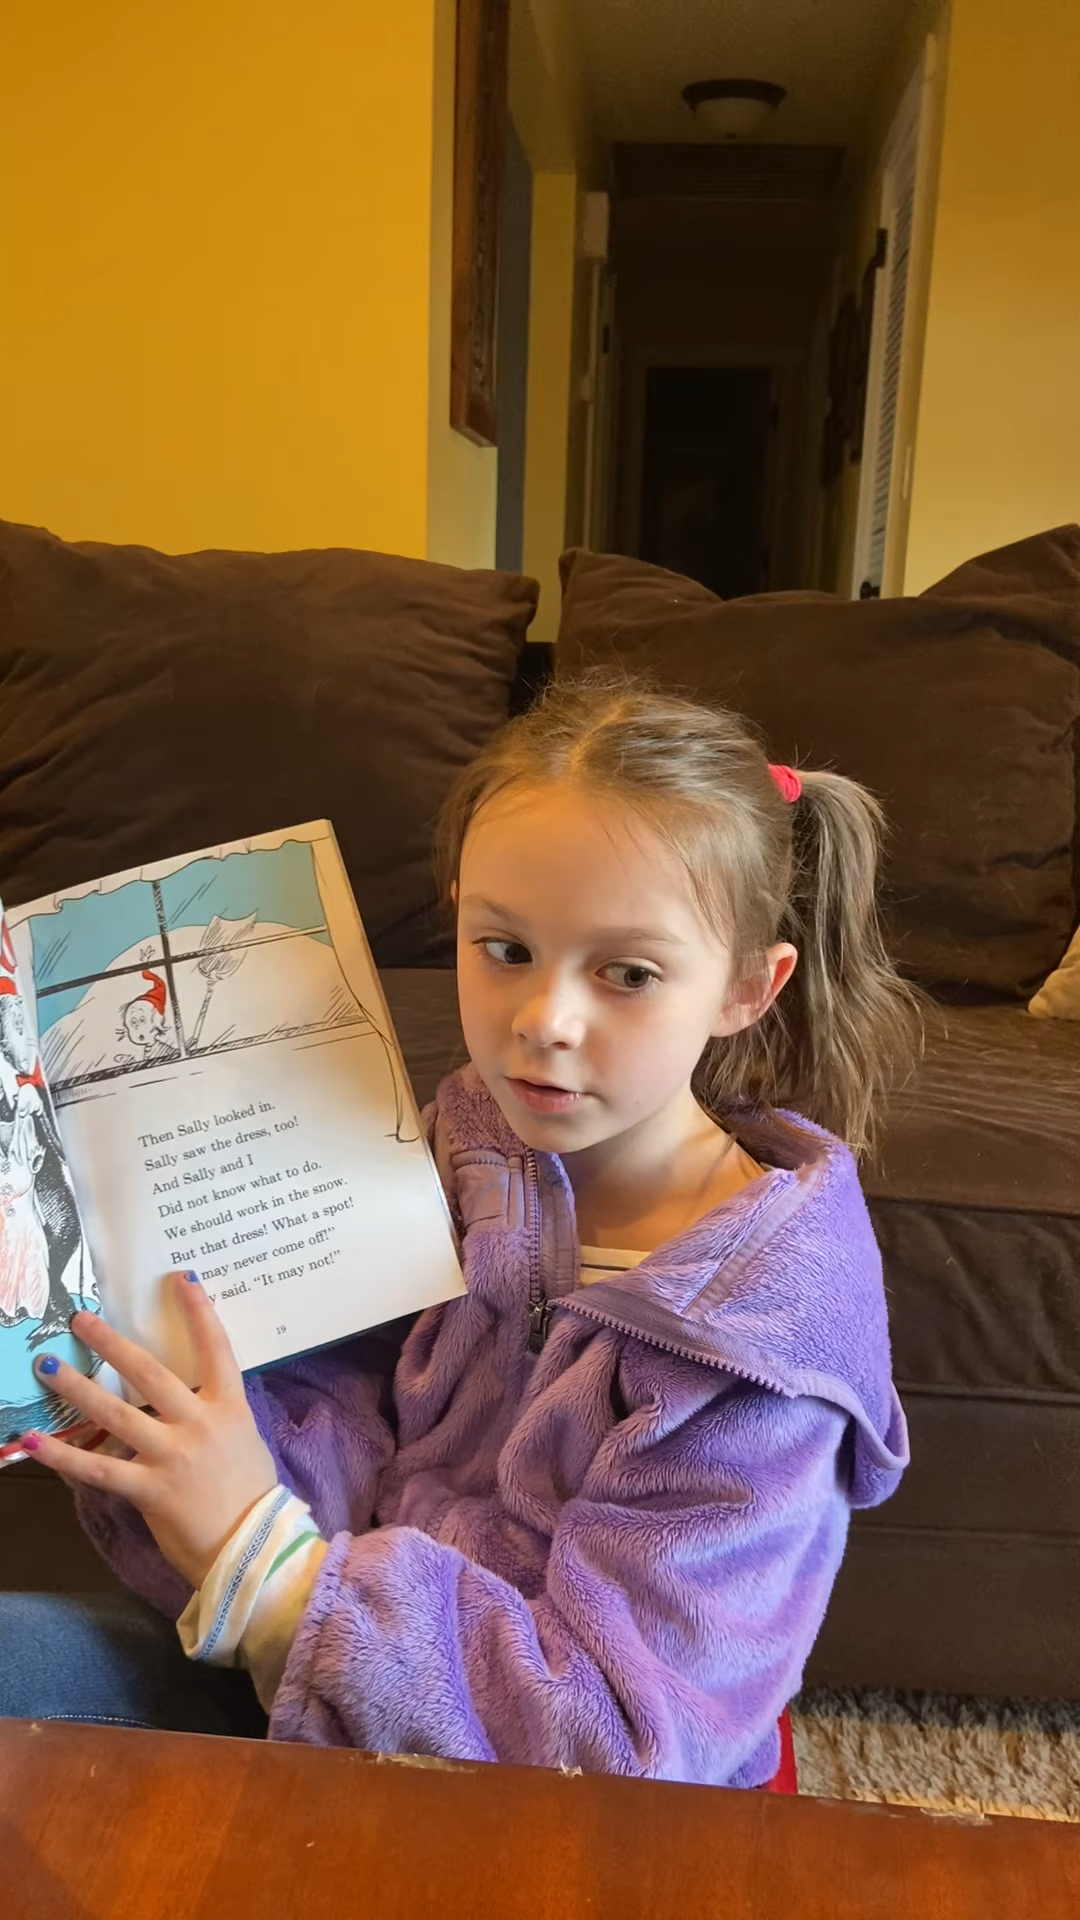 Then Sally looked in.
Sally saw the dress, too!
And Sally and I
Did not know what to do.
We should work in the snow.
But that dress! What a spot!
may never come off!”
y said. “It may not!”
19